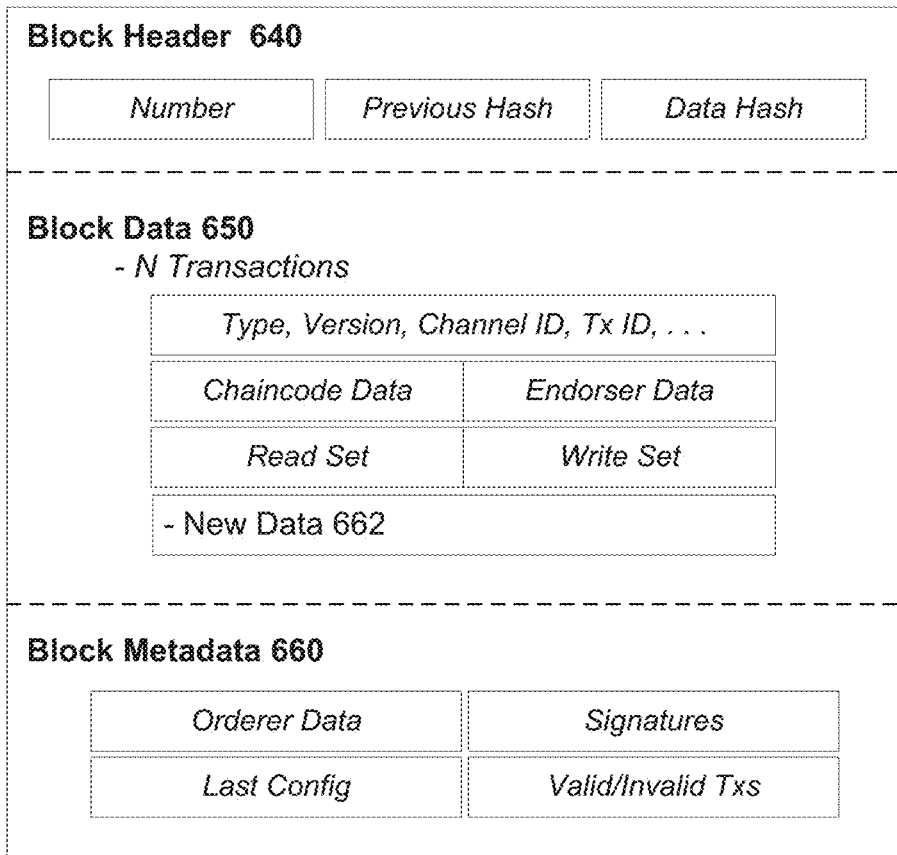 Block Header 640
Number Previous Hash Data Hash
Block Data 650
- N Transactions
Type, Version, Channel ID, Tx ID, . . .
Chaincode Data Endorser Data
Read Set Write Set
- New Data 662
Block Metadata 660
Orderer Data Signatures
Last Config Valid/Invalid Txs